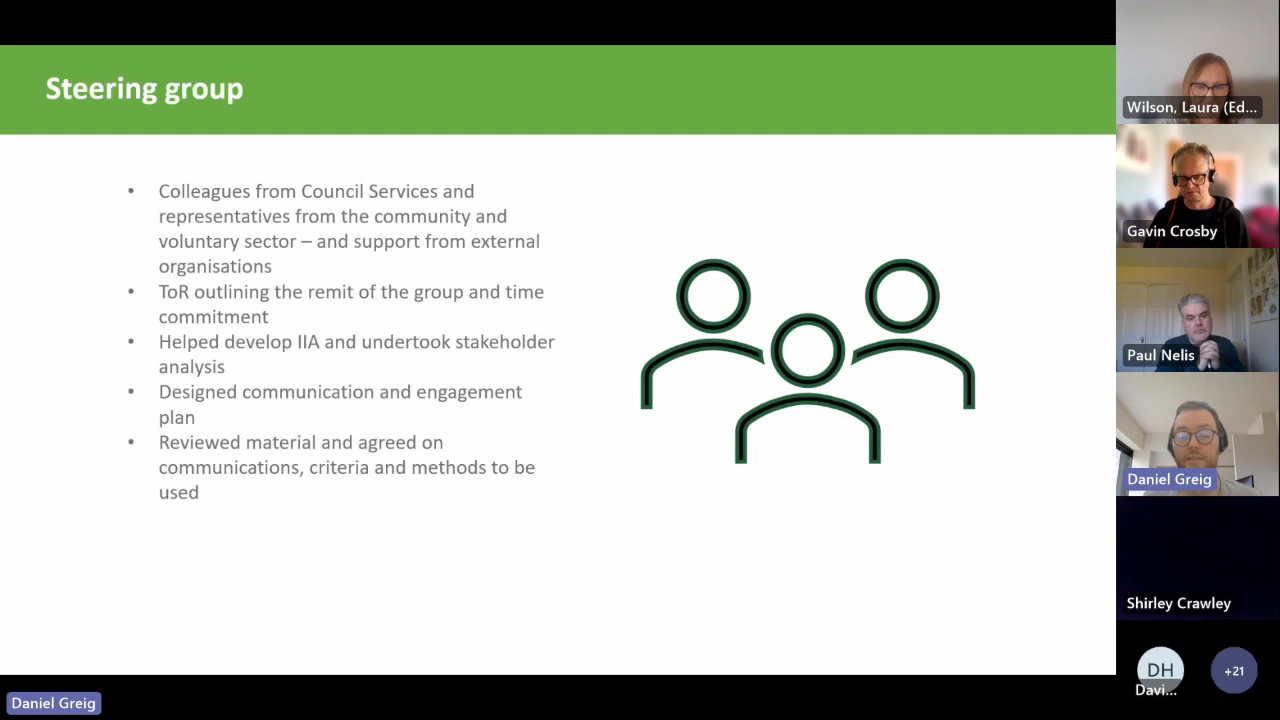 Steering group
• Colleagues from Council Services and
representatives from the community and
voluntary sector – and support from external
organisations
• ToR outlining the remit of the group and time
commitment
• Helped develop IIA and undertook stakeholder
analysis
• Designed communication and engagement
plan
• Reviewed material and agreed on
communications, criteria and methods to be
used
Wilson, Laura (Ed...
Gavin Crosby
Paul Nelis
Daniel Greig
Shirley Crawley
DH
Davi...
+21
Daniel Greig